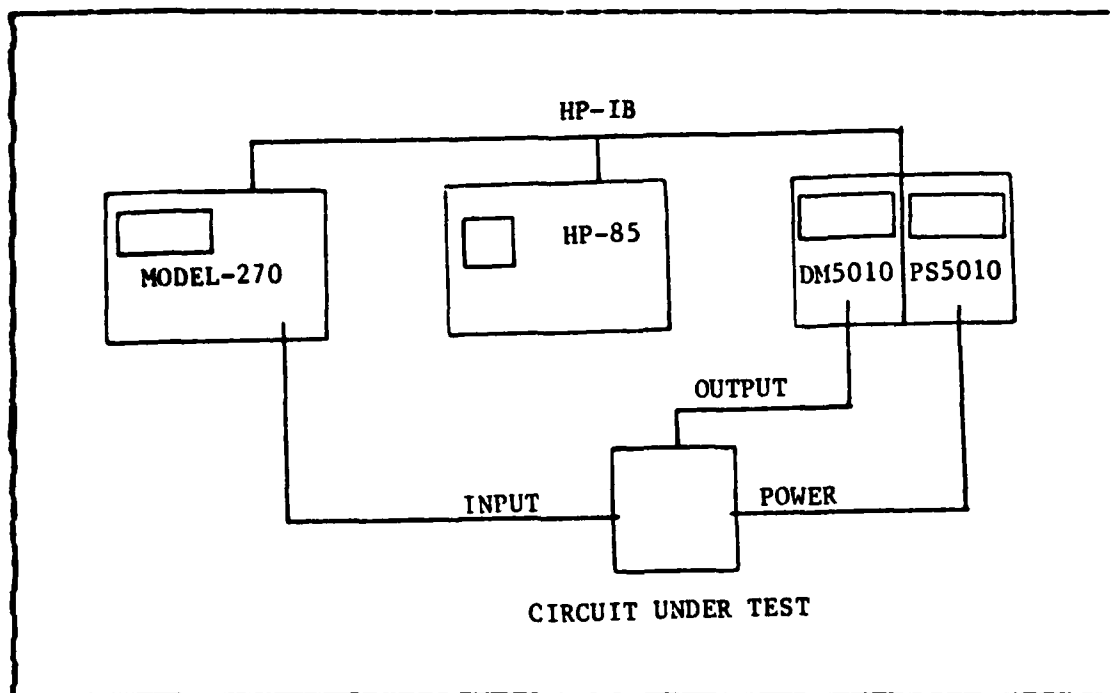 HP-IB
HP-85
MODEL-270
DM5010
PS5010
OUTPUT
INPUT
POWER
CIRCUIT UNDER TEST